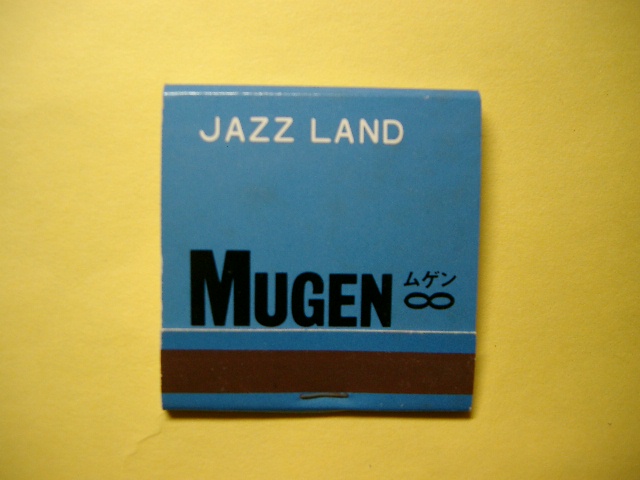 JAZZ LAND
MUGEN ムゲン
∞